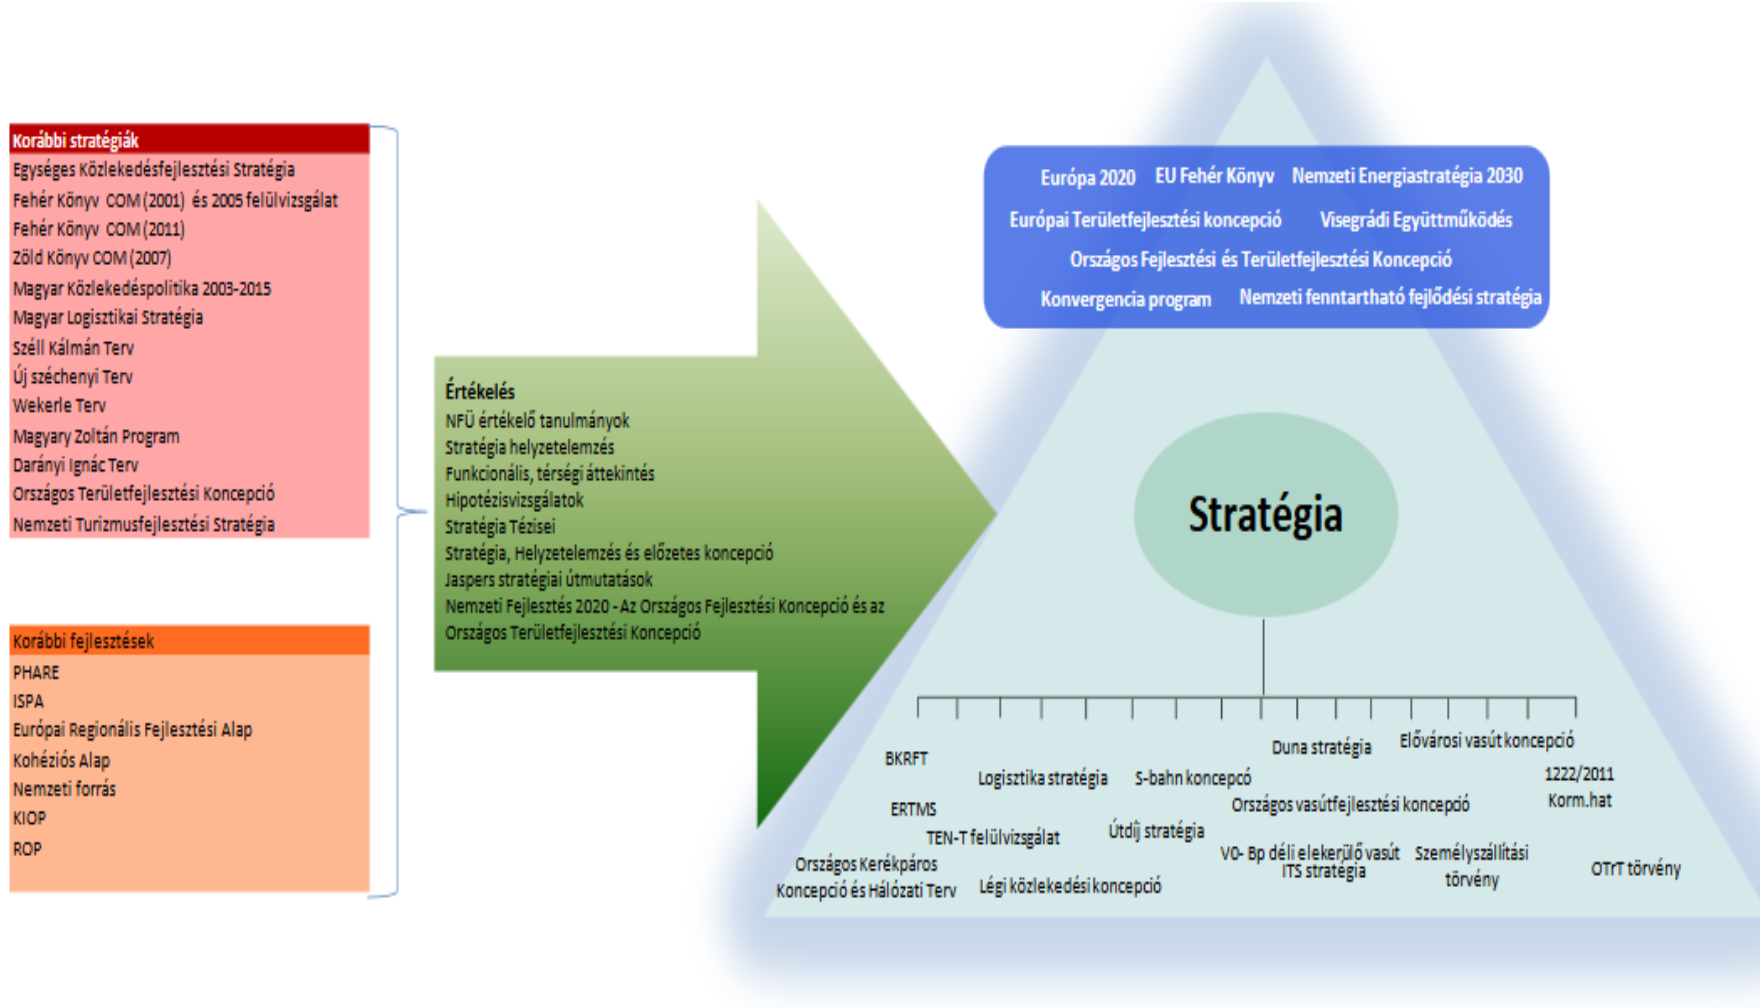 Korábbi stratégiák
Egységes Közlekedésfejlesztési Stratégia
Fehér Könyv COM (2001) és 2005 felülvizsgálat
Fehér Könyv COM (2011)
Zöld Könyv COM (2007)
Magyar Közlekedéspolitika 2003-2015
Magyar Logisztikai Stratégia
Széll Kálmán Terv
Új széchenyi Terv
Wekerle Terv
Magyary Zoltán Program
Darányi Ignác Terv
Országos Területfejlesztési Koncepció
Nemzeti Turizmusfejlesztési Stratégia
Korábbi fejlesztések
PHARE
ISPA
Európai Regionális Fejlesztési Alap
Kohéziós Alap
Nemzeti forrás
KIOP
ROP
Értékelés
NFÜ értékelő tanulmányok
Stratégia helyzetelemzés
Funkcionális, térségi áttekintés
Hipotézisvizsgálatok
Stratégia Tézisei
Stratégia, Helyzetelemzés és előzetes koncepció
Jaspers stratégiai útmutatások
Nemzeti Fejlesztés 2020 - Az Országos Fejlesztési Koncepció és az
Országos Területfejlesztési Koncepció
Európa 2020 EU Fehér Könyv Nemzeti Energiastratégia 2030
Európai Területfejlesztési koncepció Visegrádi Együttműködés
Országos Fejlesztési és Területfejlesztési Koncepció
Konvergencia program Nemzeti fenntartható fejlődési stratégia
Stratégia
BKRFT
Logisztika stratégia
S-bahn koncepcó
Duna stratégia
Elővárosi vasút koncepció
1222/2011
Korm.hat
ERTMS
TEN-T felülvizsgálat
Útdíj stratégia
Országos vasútfejlesztési koncepció
Országos Kerékpáros
Koncepció és Hálózati Terv
Légi közlekedési koncepció
V0- Bp déli elekerülő vasút
ITS stratégia
Személyszállítási
törvény
OTrT törvény